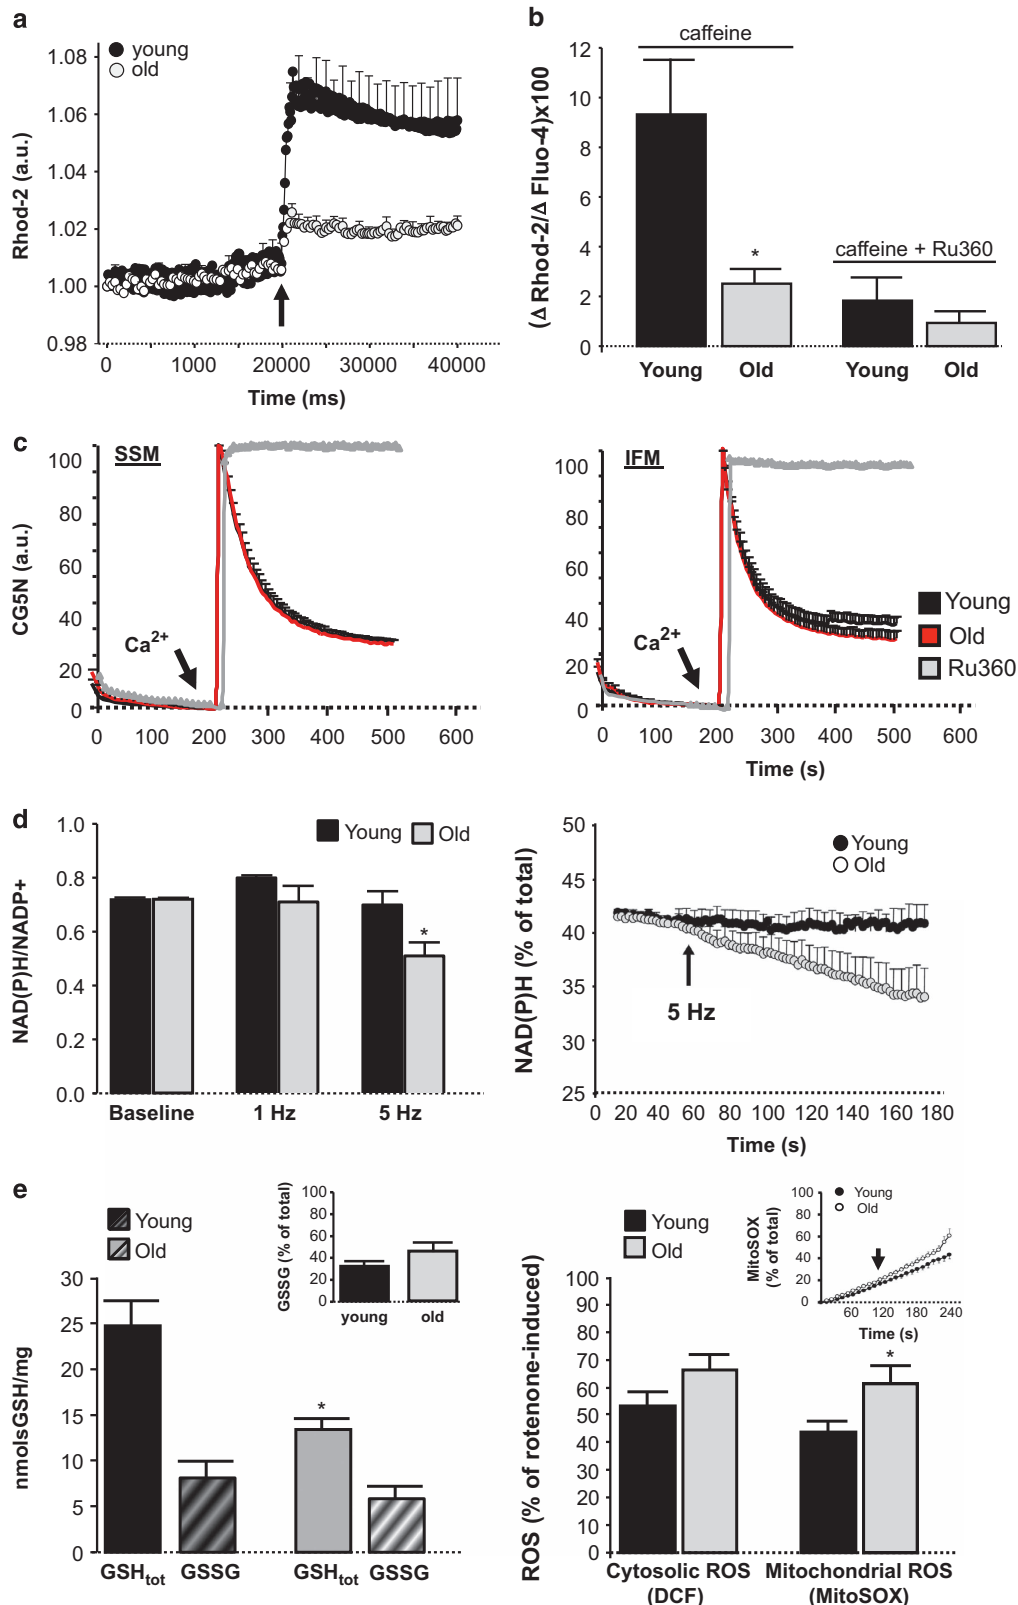 a
young
old
1.08
1.06
1.04
1.02
1.00
0.98
Rhod-2 (a.u.)
0 1000 20000 30000 40000
Time (ms)
b
caffeine
(Δ Rhod-2/Δ Fluo-4)x100
12
10
8
6
4
2
0
*
caffeine + Ru360
Young Old Young Old
c
SSM
CG5N (a.u.)
100
80
60
40
20
0
Ca2+
0 100 200 300 400 500 600
IFM
100
80
60
40
20
0
Ca2+
0 100 200 300 400 500 600
Time (s)
Young
Old
Ru360
d
NAD(P)H/NADP+
1.0
0.8
0.6
0.4
0.2
0.0
Young Old
*
Baseline 1 Hz 5 Hz
NAD(P)H (% of total)
50
45
40
35
30
25
Young
Old
5 Hz
0 20 40 60 80 100 120 140 160 180
Time (s)
e
Young
Old
nmolsGSH/mg
30
25
20
15
10
5
0
*
GSHtot GSSG GSHtot GSSG
GSSG (% of total)
100
80
60
40
20
0
young old
Young
Old
ROS (% of rotenone-induced)
100
90
80
70
60
50
40
30
20
10
0
*
Cytosolic ROS
(DCF)
Mitochondrial ROS
(MitoSOX)
MitoSOX
(% of total)
100
80
60
40
20
0
Young
Old
60 120 180 240
Time (s)